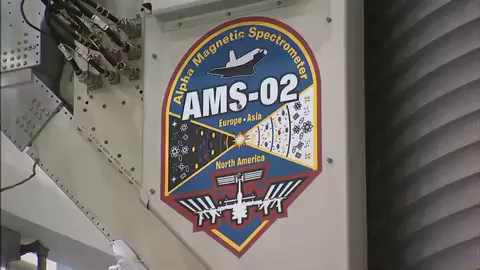 Alpha Magnetic Spectrometer
AMS-02
Europe • Asia
North America